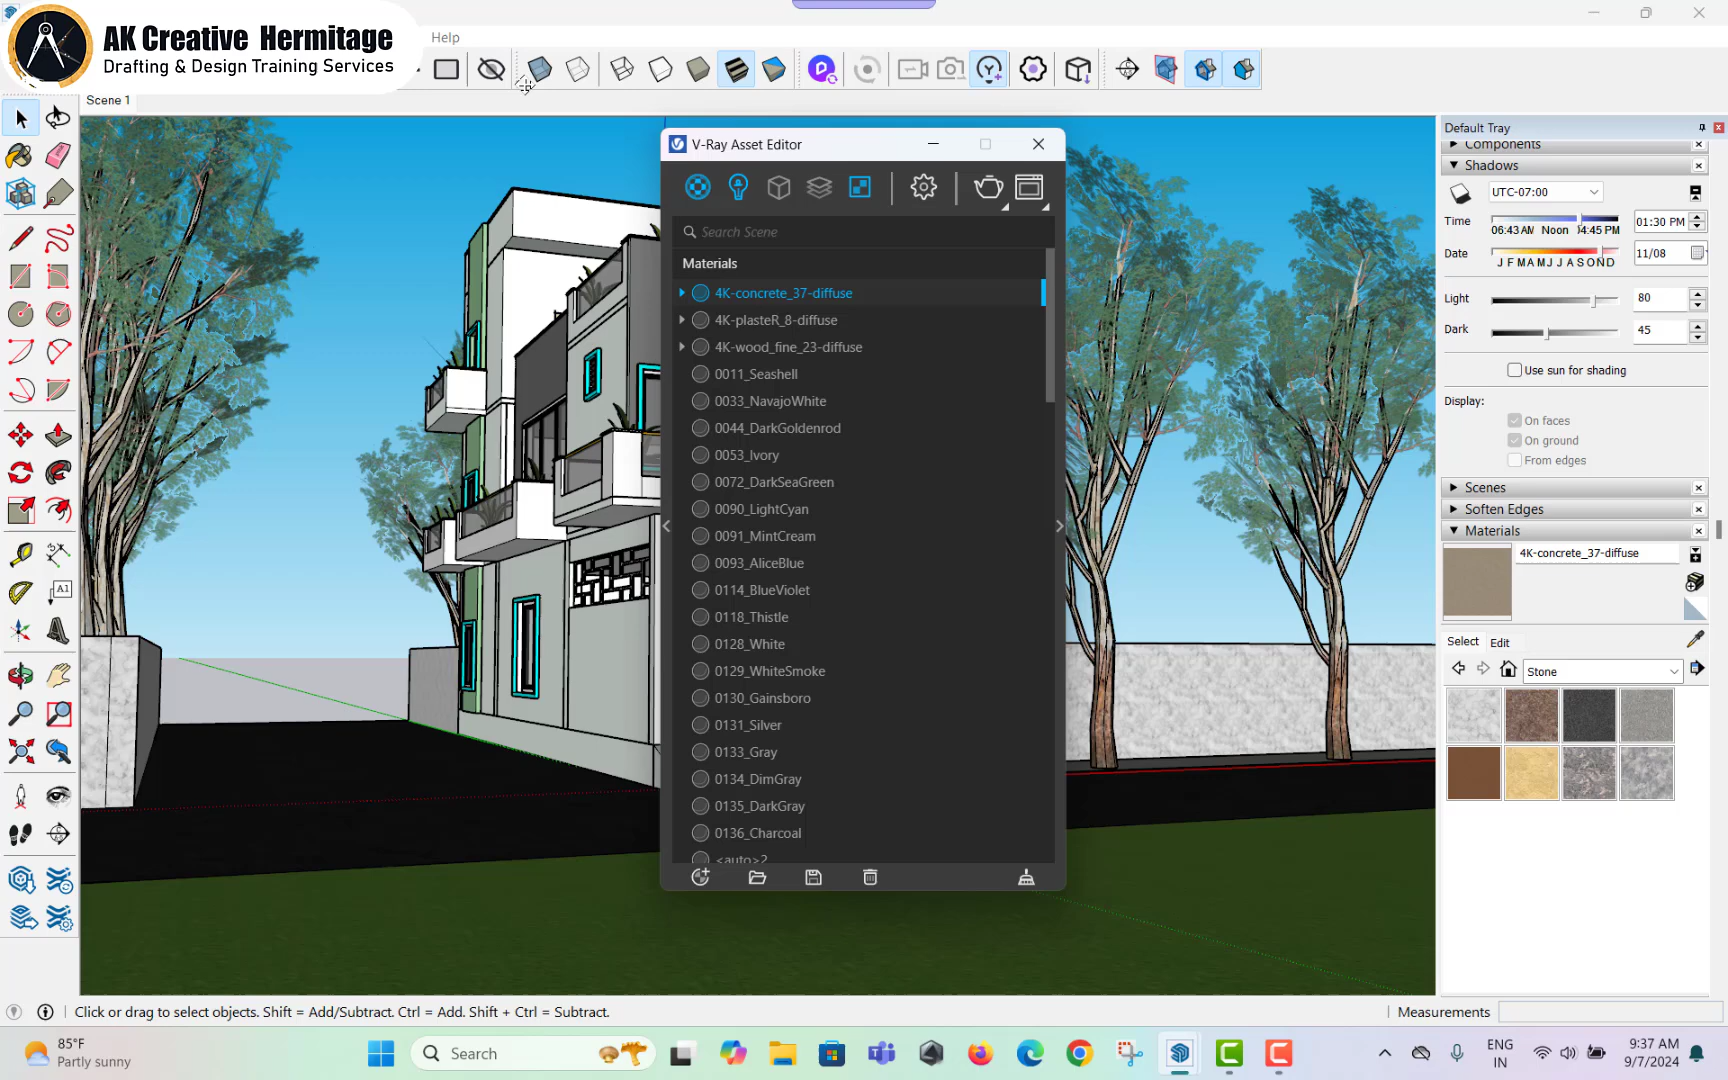 AK Creative Hermitage
Drafting & Design Training Services
Help
Scene 1
V-Ray Asset Editor
Search Scene
Materials
4K-concrete_37-diffuse
4K-plasteR_8-diffuse
4K-wood_fine_23-diffuse
0011_Seashell
0033_NavajoWhite
0044_DarkGoldenrod
0053_Ivory
0072_DarkSeaGreen
0090_LightCyan
0091_MintCream
0093_AliceBlue
0114_BlueViolet
0118_Thistle
0128_White
0129_WhiteSmoke
0130_Gainsboro
0131_Silver
0133_Gray
0134_DimGray
0135_DarkGray
0136_Charcoal
<auto>2
Default Tray
Components
Shadows
UTC-07:00
Time
06:43 AM Noon 04:45 PM
01:30 PM
Date
J F M A M J J A S O N D
11/08
Light
80
Dark
45
Use sun for shading
Display:
On faces
On ground
From edges
Scenes
Soften Edges
Materials
4K-concrete_37-diffuse
Select
Edit
Stone
A1
Click or drag to select objects. Shift = Add/Subtract. Ctrl = Add. Shift + Ctrl = Subtract.
Measurements
85°F
Partly sunny
Search
ENG
IN
9:37 AM
9/7/2024